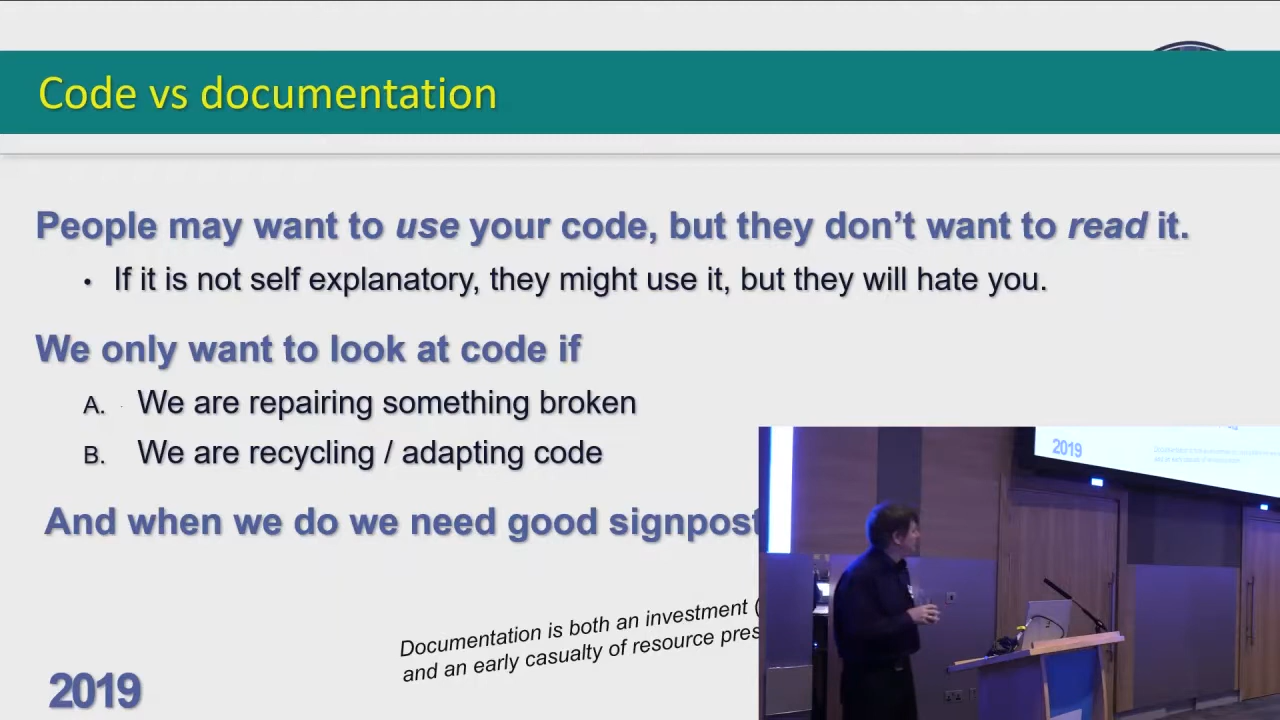 Code vs documentation
People may want to use your code, but they don’t want to read it.
• If it is not self explanatory, they might use it, but they will hate you.
We only want to look at code if
A. We are repairing something broken
B. We are recycling / adapting code
And when we do we need good signpost
Documentation is both an investment (
and an early casualty of resource pres
2019
2019